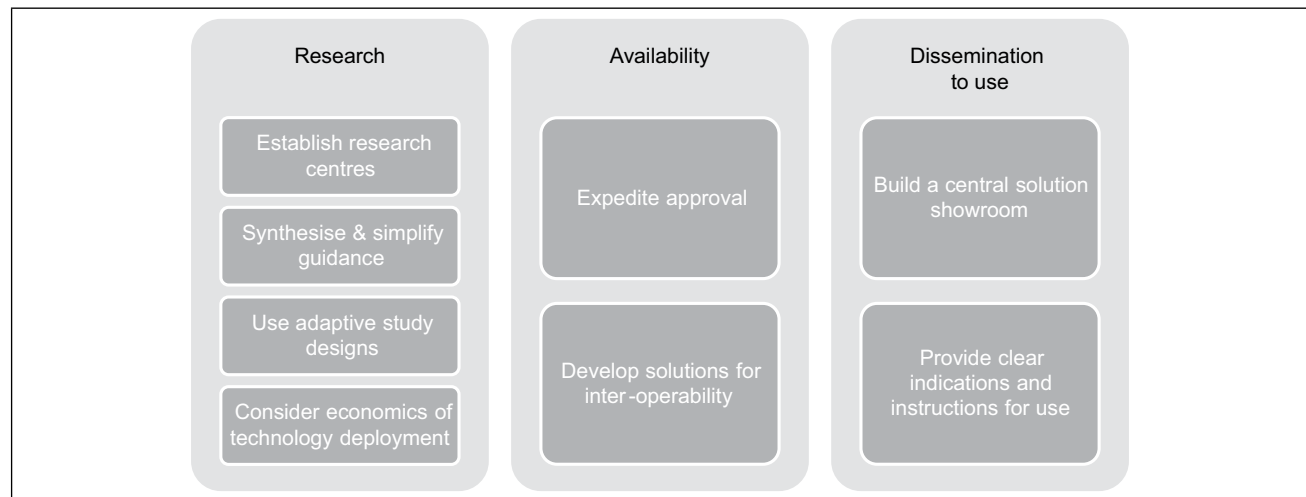 Research
Establish research
centres
Synthesise & simplify
guidance
Use adaptive study
designs
Consider economics of
technology deployment
Availability
Expedite approval
Develop solutions for
inter-operability
Dissemination
to use
Build a central solution
showroom
Provide clear
indications and
instructions for use